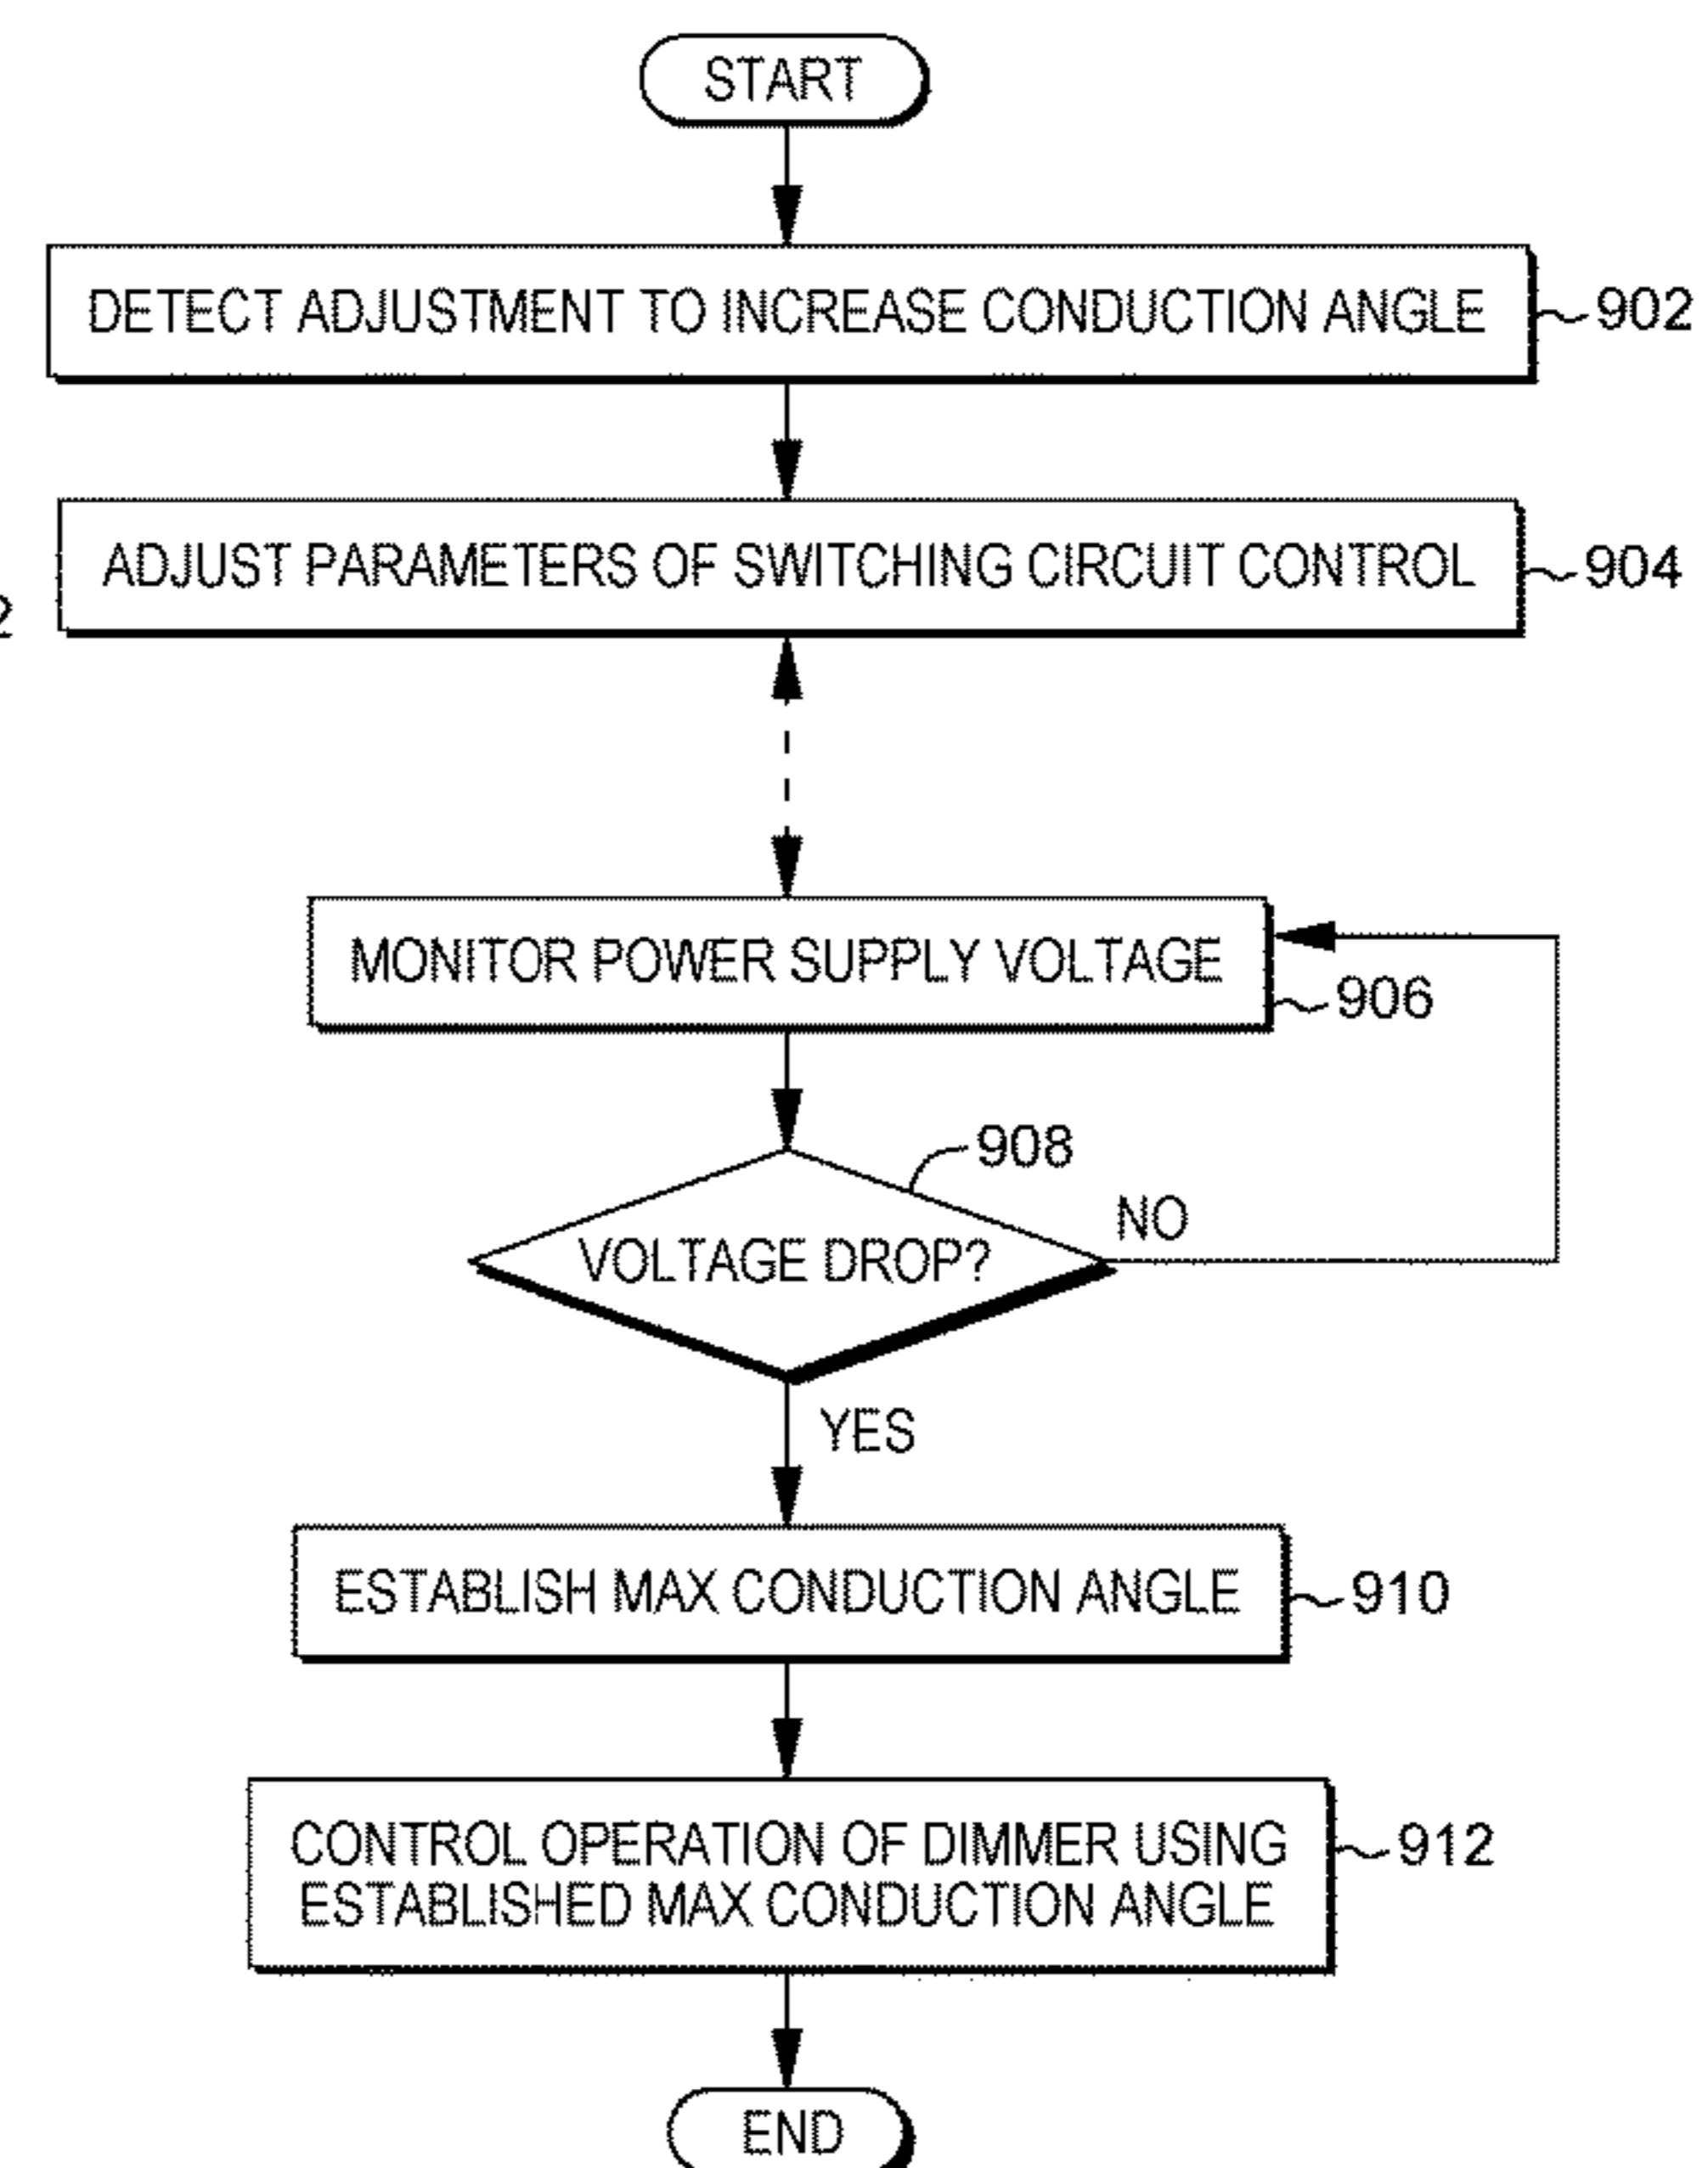 START
DETECT ADJUSTMENT TO INCREASE CONDUCTION ANGLE
902
ADJUST PARAMETERS OF SWITCHING CIRCUIT CONTROL
904
2
MONITOR POWER SUPPLY VOLTAGE
906
908
VOLTAGE DROP?
NO
YES
ESTABLISH MAX CONDUCTION ANGLE
910
CONTROL OPERATION OF DIMMER USING
ESTABLISHED MAX CONDUCTION ANGLE
912
END